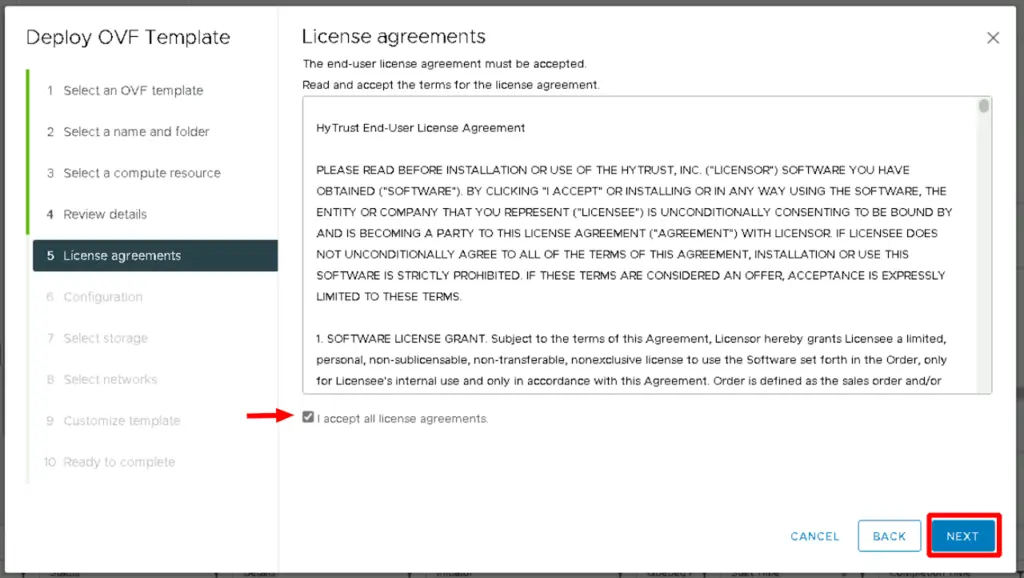 Deploy OVF Template
1 Select an OVF template
2 Select a name and folder
3 Select a compute resource
4 Review details
5 License agreements
6 Configuration
7 Select storage
8 Select networks
9 Customize template
10 Ready to complete
License agreements
The end-user license agreement must be accepted.
Read and accept the terms for the license agreement.
HyTrust End-User License Agreement
PLEASE READ BEFORE INSTALLATION OR USE OF THE HYTRUST, INC. ("LICENSOR") SOFTWARE YOU HAVE
OBTAINED ("SOFTWARE"). BY CLICKING "I ACCEPT" OR INSTALLING OR IN ANY WAY USING THE SOFTWARE, THE
ENTITY OR COMPANY THAT YOU REPRESENT ("LICENSEE") IS UNCONDITIONALLY CONSENTING TO BE BOUND BY
AND IS BECOMING A PARTY TO THIS LICENSE AGREEMENT ("AGREEMENT") WITH LICENSOR. IF LICENSEE DOES
NOT UNCONDITIONALLY AGREE TO ALL OF THE TERMS OF THIS AGREEMENT, INSTALLATION OR USE THIS
SOFTWARE IS STRICTLY PROHIBITED. IF THESE TERMS ARE CONSIDERED AN OFFER, ACCEPTANCE IS EXPRESSLY
LIMITED TO THESE TERMS.
1. SOFTWARE LICENSE GRANT. Subject to the terms of this Agreement, Licensor hereby grants Licensee a limited,
personal, non-sublicensable, non-transferable, nonexclusive license to use the Software set forth in the Order, only
for Licensee's internal use and only in accordance with this Agreement. Order is defined as the sales order and/or
I accept all license agreements.
CANCEL
BACK
NEXT